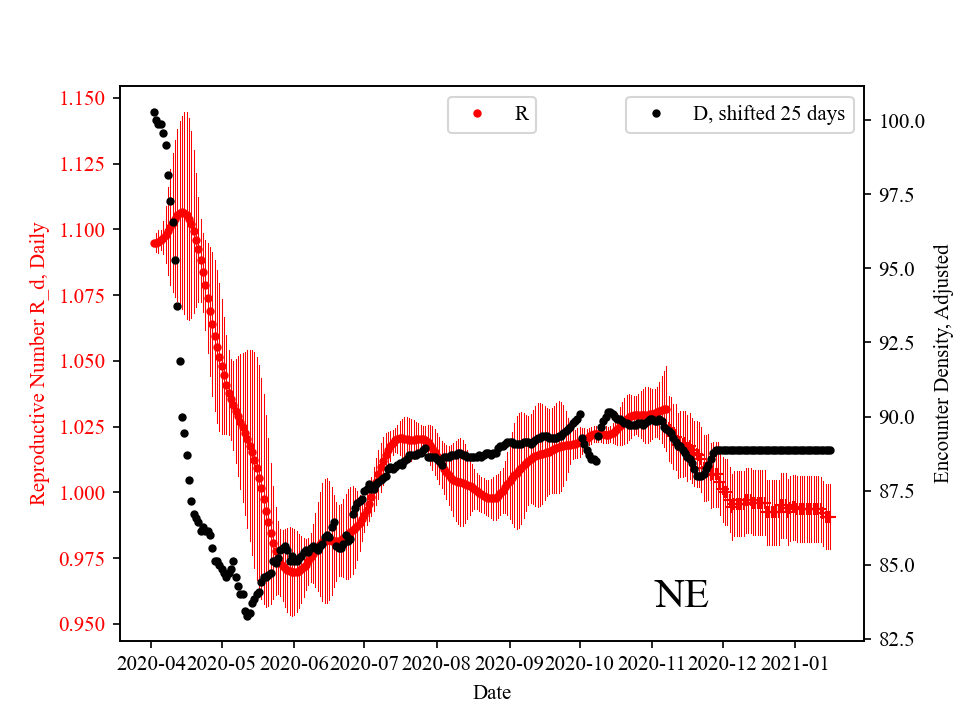 R
D, shifted 25 days
1.150
1.125
1.100
1.075
1.050
1.025
1.000
0.975
0.950
Reproductive Number R_d, Daily
100.0
97.5
95.0
92.5
90.0
87.5
85.0
82.5
Encounter Density, Adjusted
NE
2020-04 2020-05 2020-06 2020-07 2020-08 2020-09 2020-10 2020-11 2020-12 2021-01
Date